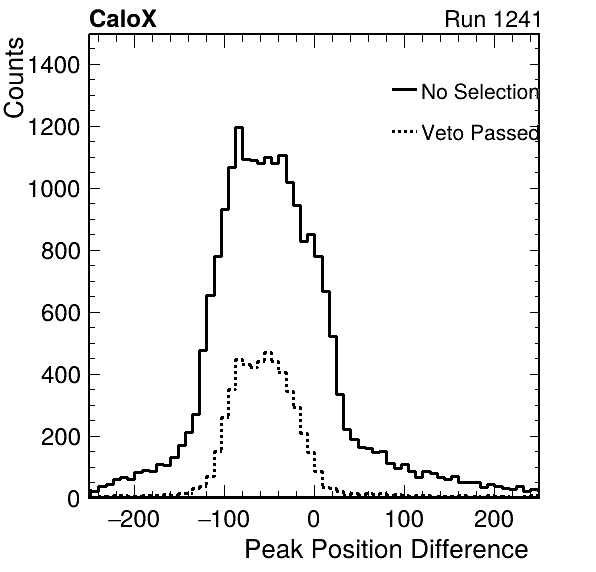 CaloX Run 1241
Counts
1400
1200
1000
800
600
400
200
0
No Selection
Veto Passed
−200 −100 0 100 200
Peak Position Difference